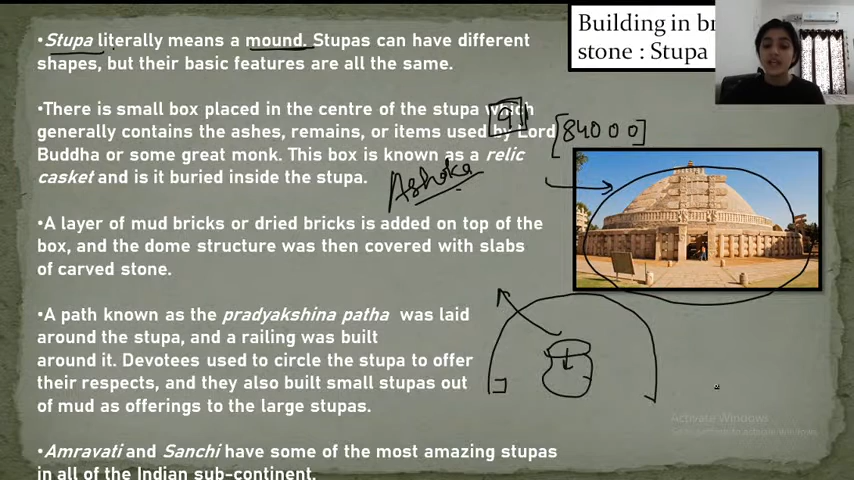 •Stupa literally means a mound. Stupas can have different
shapes, but their basic features are all the same.
•There is small box placed in the centre of the stupa which
generally contains the ashes, remains, or items used by Lord
Buddha or some great monk. This box is known as a relic
casket and is it buried inside the stupa.
•A layer of mud bricks or dried bricks is added on top of the
box, and the dome structure was then covered with slabs
of carved stone.
•A path known as the pradyakshina patha was laid
around the stupa, and a railing was built
around it. Devotees used to circle the stupa to offer
their respects, and they also built small stupas out
of mud as offerings to the large stupas.
•Amravati and Sanchi have some of the most amazing stupas
in all of the Indian sub-continent.
Building in
stone : Stupa
[84000]
Ashoka
Activate Windows